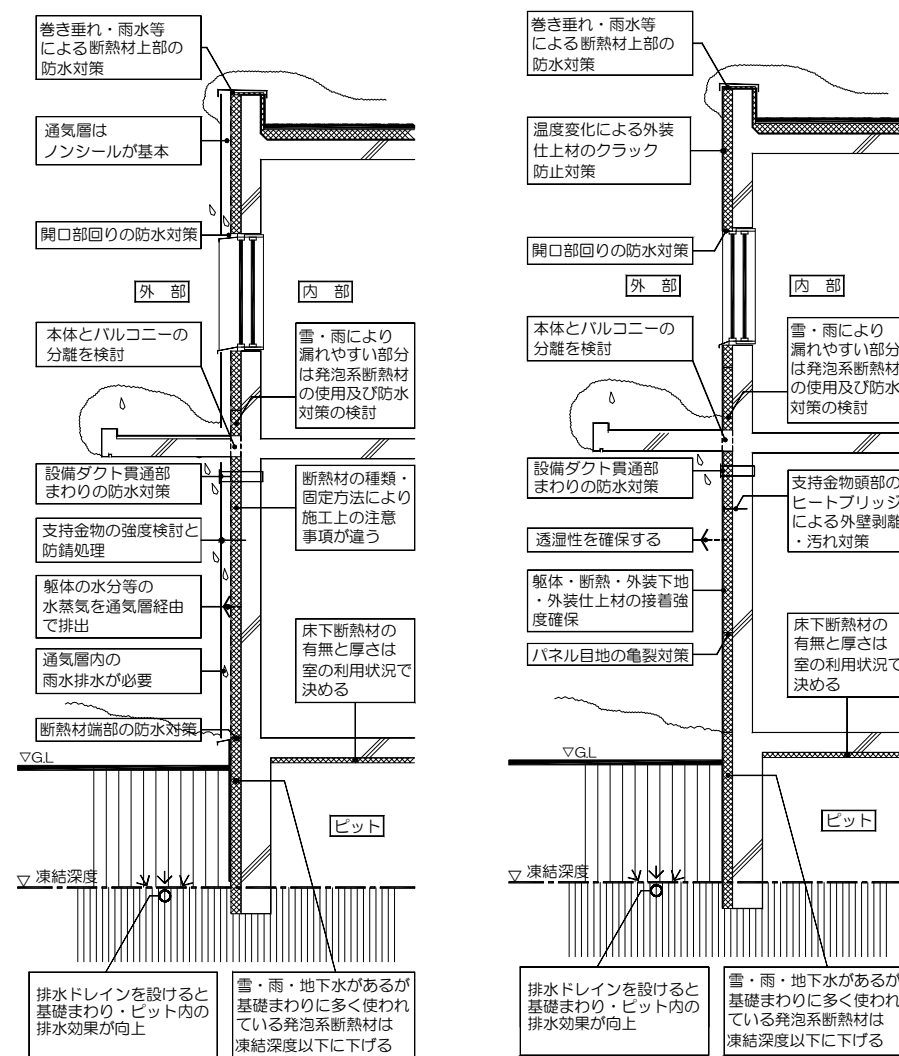 巻き垂れ・雨水等
による断熱材上部の
防水対策
通気層は
ノンシールが基本
開口部回りの防水対策
外 部
内 部
本体とバルコニーの
分離を検討
雪・雨により
漏れやすい部分
は発泡系断熱材
の使用及び防水
対策の検討
設備ダクト貫通部
まわりの防水対策
断熱材の種類・
固定方法により
施工上の注意
事項が違う
支持金物の強度検討と
防錆処理
躯体の水分等の
水蒸気を通気層経由
で排出
通気層内の
雨水排水が必要
床下断熱材の
有無と厚さは
室の利用状況で
決める
断熱材端部の防水対策
▽G.L
ピット
▽ 凍結深度
排水ドレインを設けると
基礎まわり・ピット内の
排水効果が向上
雪・雨・地下水があるが
基礎まわりに多く使われ
ている発泡系断熱材は
凍結深度以下に下げる
巻き垂れ・雨水等
による断熱材上部の
防水対策
温度変化による外装
仕上材のクラック
防止対策
開口部回りの防水対策
外 部
内 部
本体とバルコニーの
分離を検討
雪・雨により
漏れやすい部分
は発泡系断熱材
の使用及び防水
対策の検討
設備ダクト貫通部
まわりの防水対策
支持金物頭部の
ヒートブリッジ
による外壁剥離
・汚れ対策
透湿性を確保する
躯体・断熱・外装下地
・外装仕上材の接着強
度確保
パネル目地の亀裂対策
床下断熱材の
有無と厚さは
室の利用状況で
決める
▽G.L
ピット
▽ 凍結深度
排水ドレインを設けると
基礎まわり・ピット内の
排水効果が向上
雪・雨・地下水があるが
基礎まわりに多く使われ
ている発泡系断熱材は
凍結深度以下に下げる